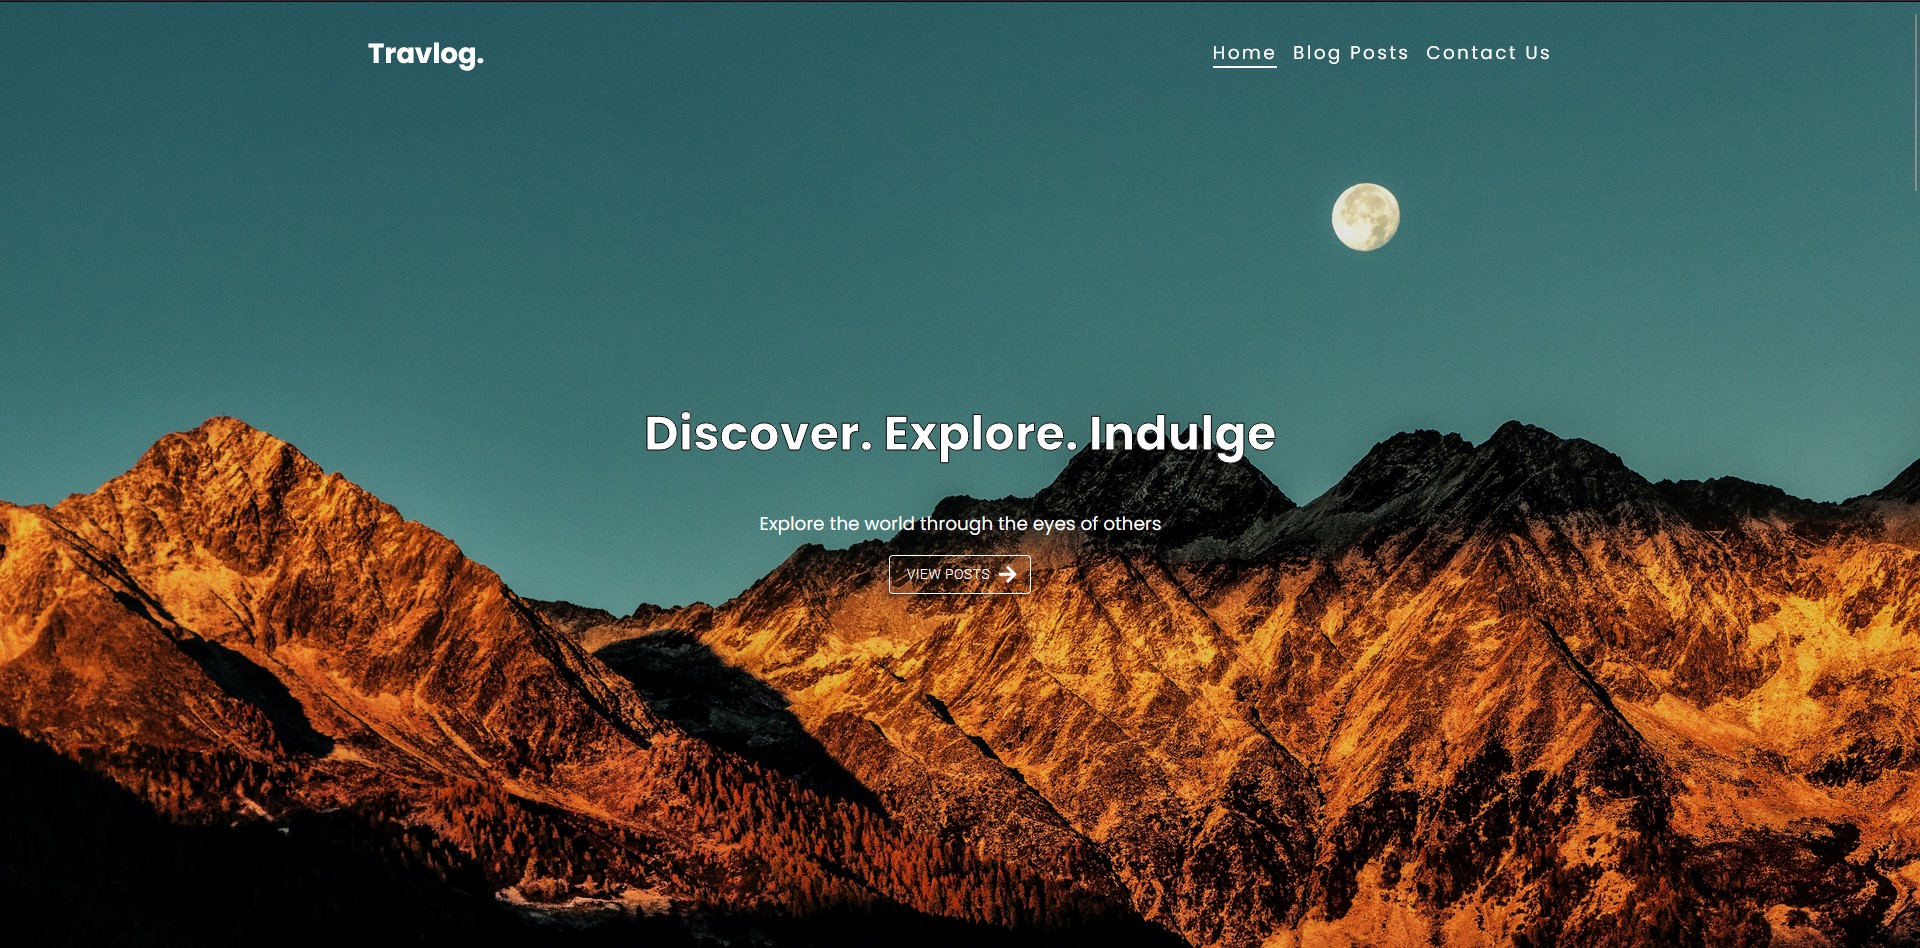 Travlog.
Home Blog Posts Contact Us
Discover. Explore. Indulge
Explore the world through the eyes of others
VIEW POSTS